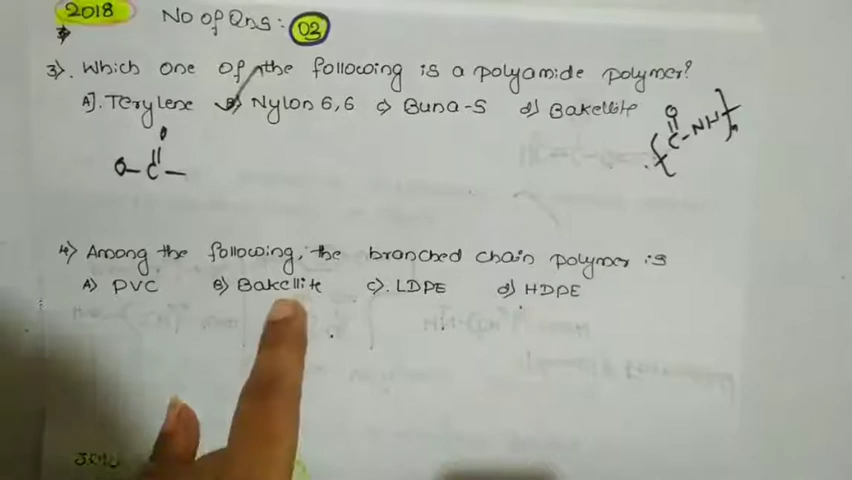 2018 No of Qns: 02
3). Which one of the following is a polyamide polymer?
A]. Terylene B) Nylon 6,6 c) Buna-S d) Bakelite
O
O-C-
O
C-NH
n
4) Among the following, the branched chain polymer is
A) PVC B) Bakellite c). LDPE d) HDPE